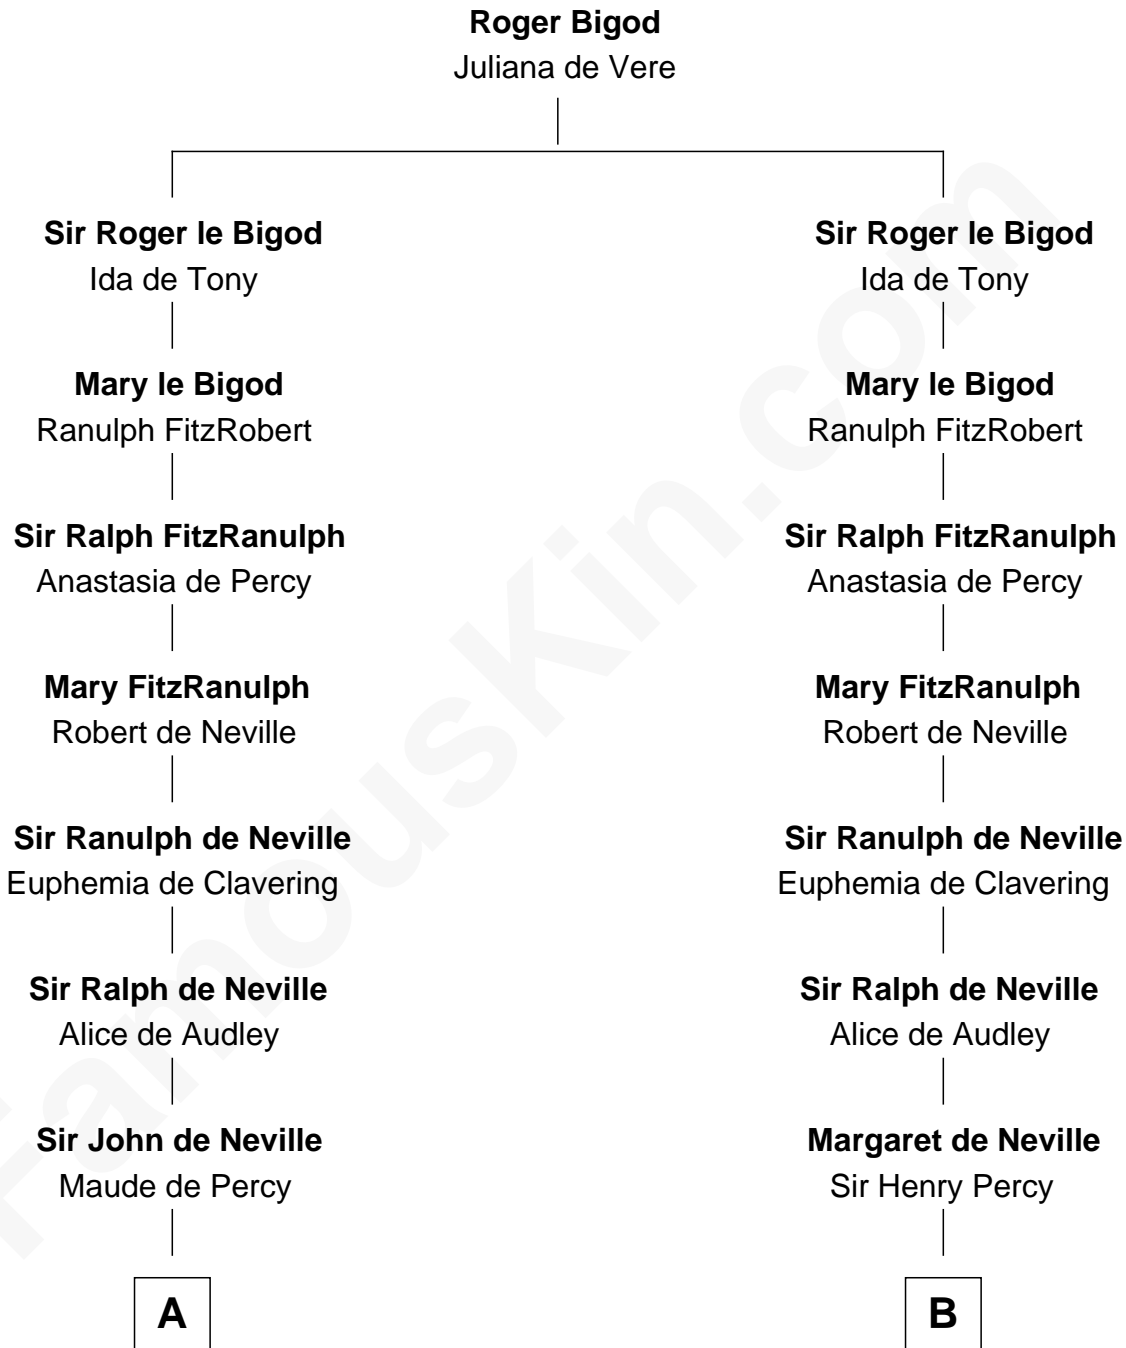 Roger Bigod
Juliana de Vere
Sir Roger le Bigod
Ida de Tony
Sir Roger le Bigod
Ida de Tony
Mary le Bigod
Ranulph FitzRobert
Mary le Bigod
Ranulph FitzRobert
Sir Ralph FitzRanulph
Anastasia de Percy
Sir Ralph FitzRanulph
Anastasia de Percy
Mary FitzRanulph
Robert de Neville
Mary FitzRanulph
Robert de Neville
Sir Ranulph de Neville
Euphemia de Clavering
Sir Ranulph de Neville
Euphemia de Clavering
Sir Ralph de Neville
Alice de Audley
Sir Ralph de Neville
Alice de Audley
Sir John de Neville
Maude de Percy
Margaret de Neville
Sir Henry Percy
A
B
FamousKin.com